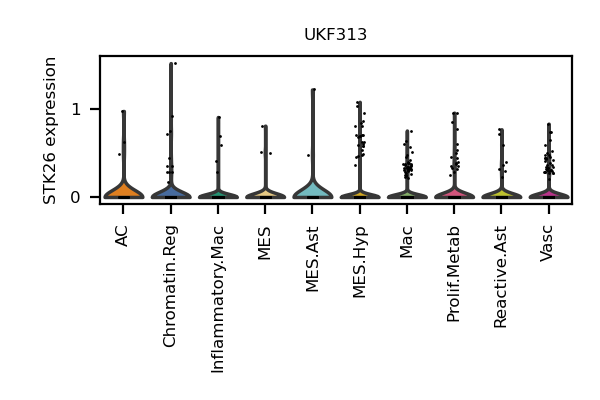 UKF313
STK26 expression
1
0
AC
Chromatin.Reg
Inflammatory.Mac
MES
MES.Ast
MES.Hyp
Mac
Prolif.Metab
Reactive.Ast
Vasc